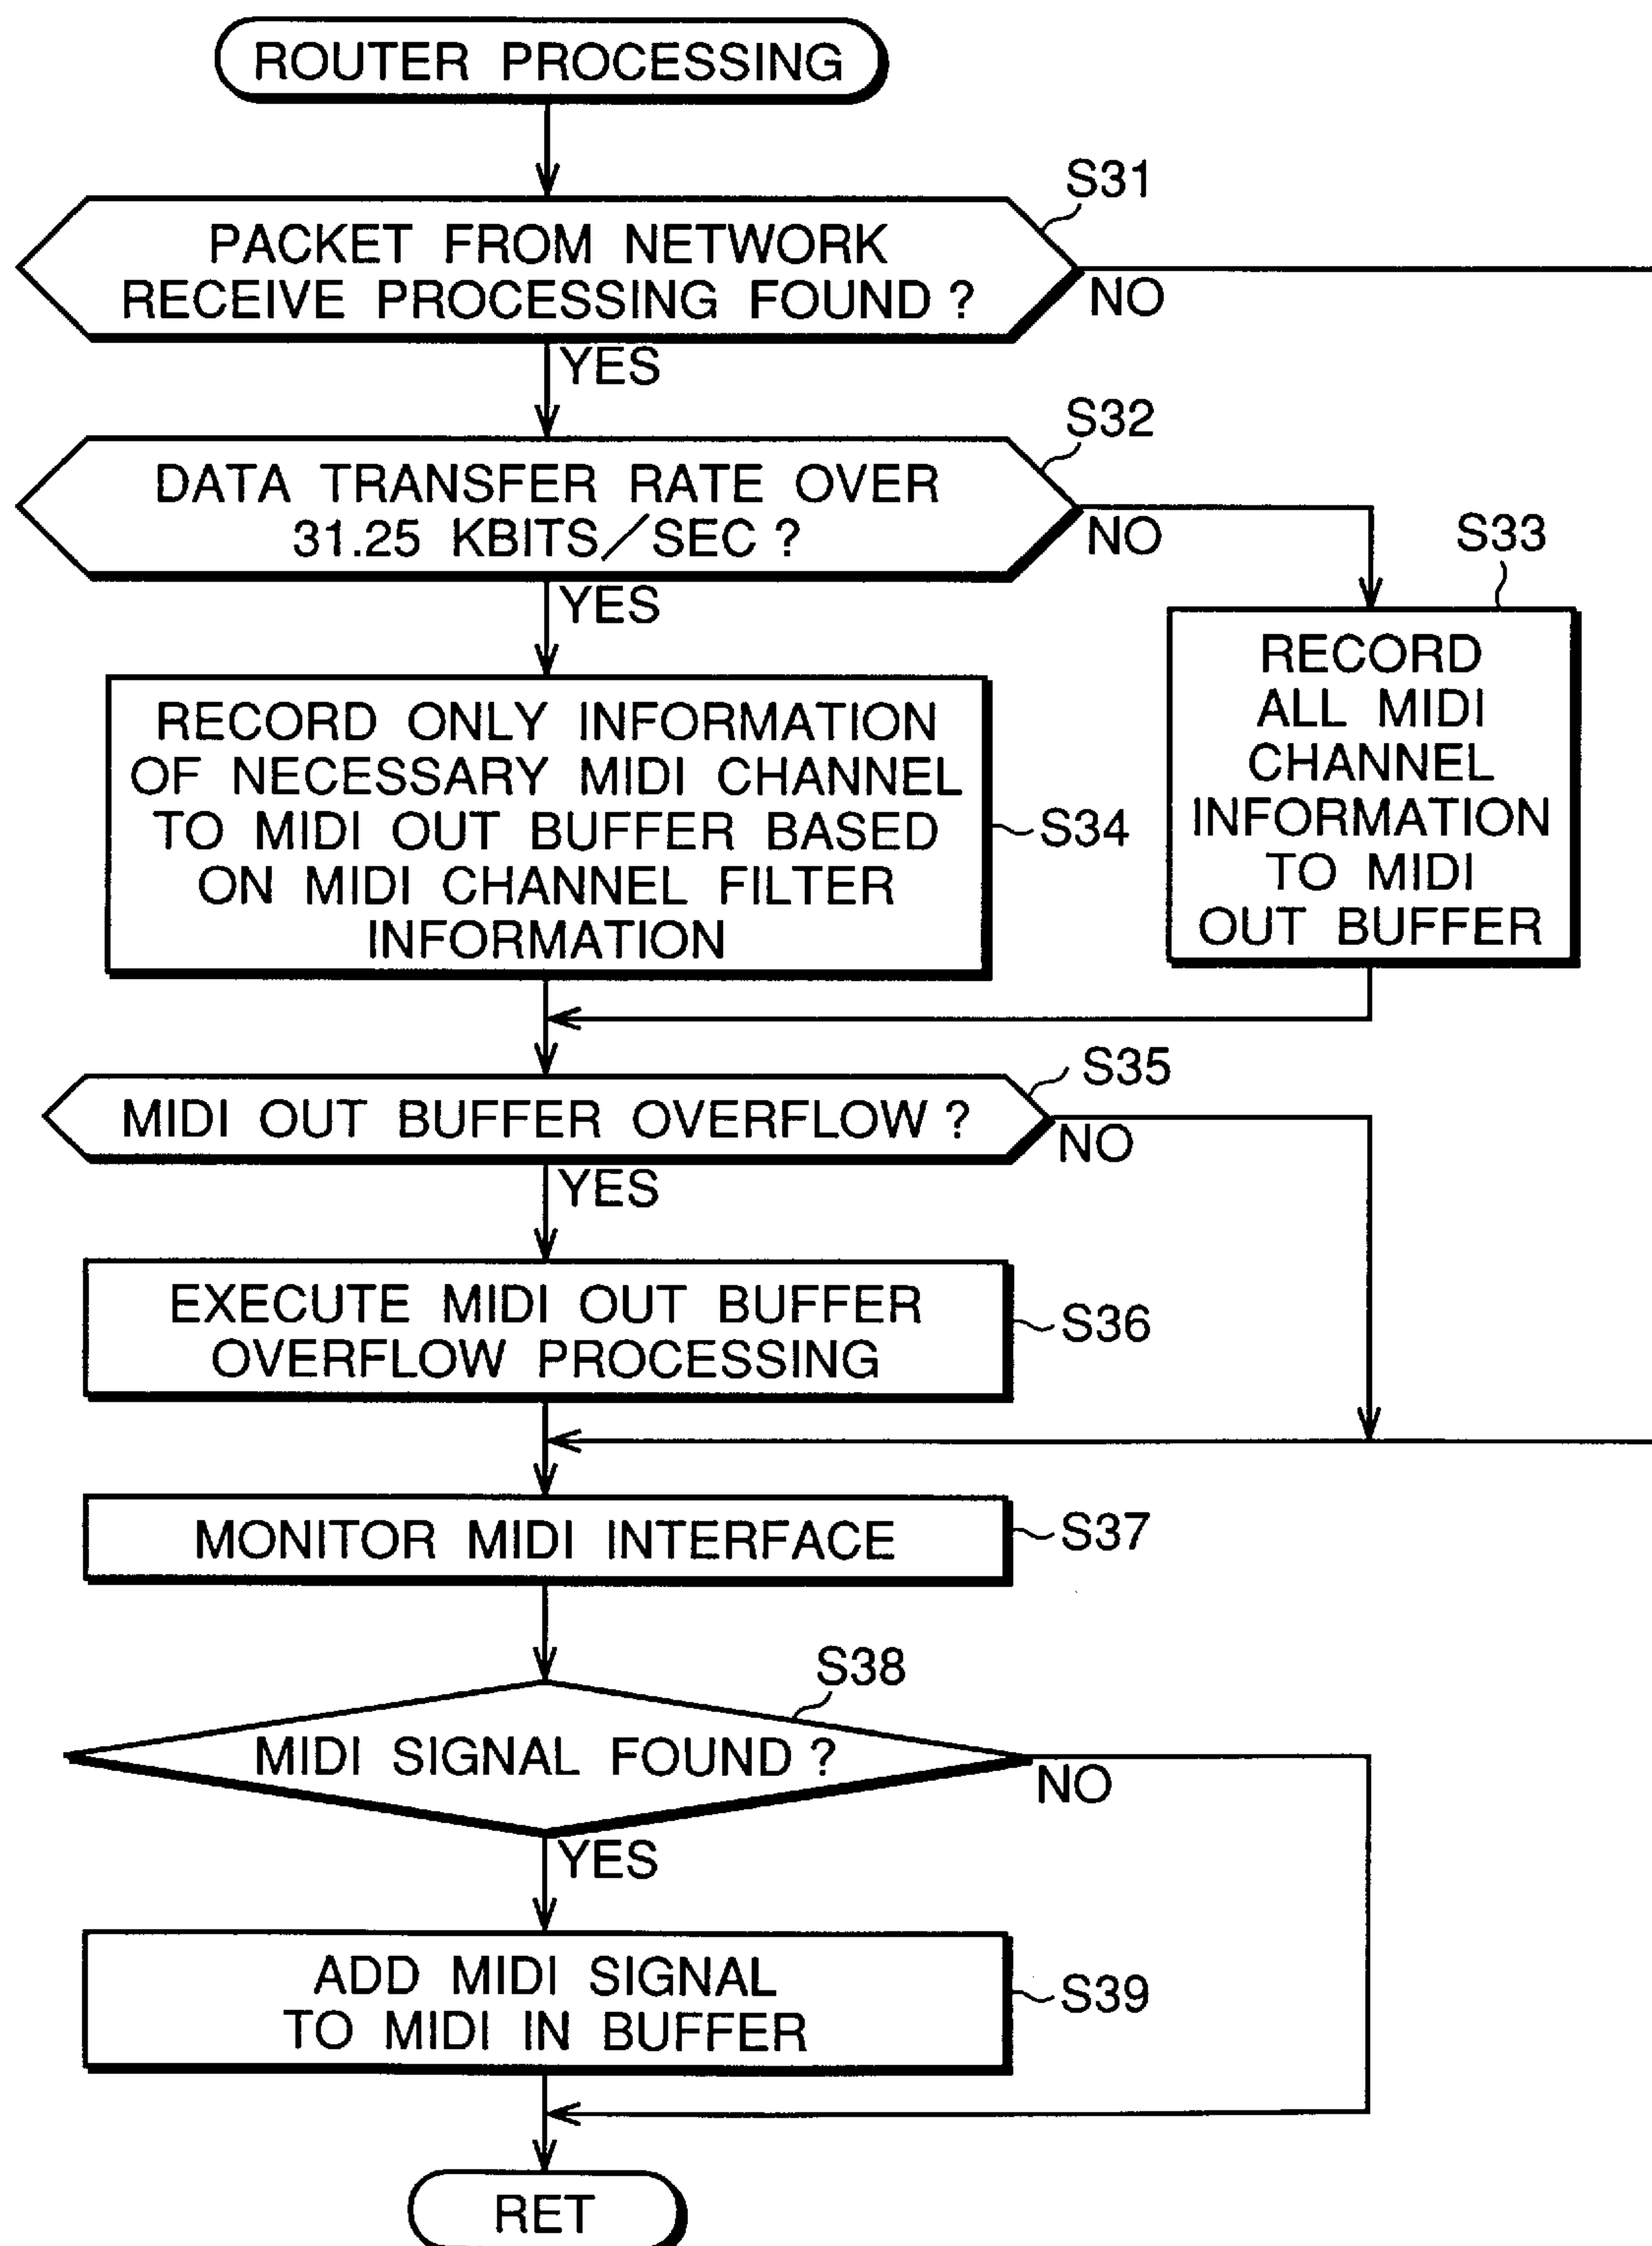 ROUTER PROCESSING
S31
PACKET FROM NETWORK
RECEIVE PROCESSING FOUND ?
NO
YES
S32
DATA TRANSFER RATE OVER
31.25 KBITS/SEC ?
NO
YES
S33
RECORD
ALL MIDI
CHANNEL
INFORMATION
TO MIDI
OUT BUFFER
RECORD ONLY INFORMATION
OF NECESSARY MIDI CHANNEL
TO MIDI OUT BUFFER BASED
ON MIDI CHANNEL FILTER
INFORMATION
S34
S35
MIDI OUT BUFFER OVERFLOW ?
NO
YES
EXECUTE MIDI OUT BUFFER
OVERFLOW PROCESSING
S36
MONITOR MIDI INTERFACE
S37
S38
MIDI SIGNAL FOUND ?
NO
YES
ADD MIDI SIGNAL
TO MIDI IN BUFFER
S39
RET